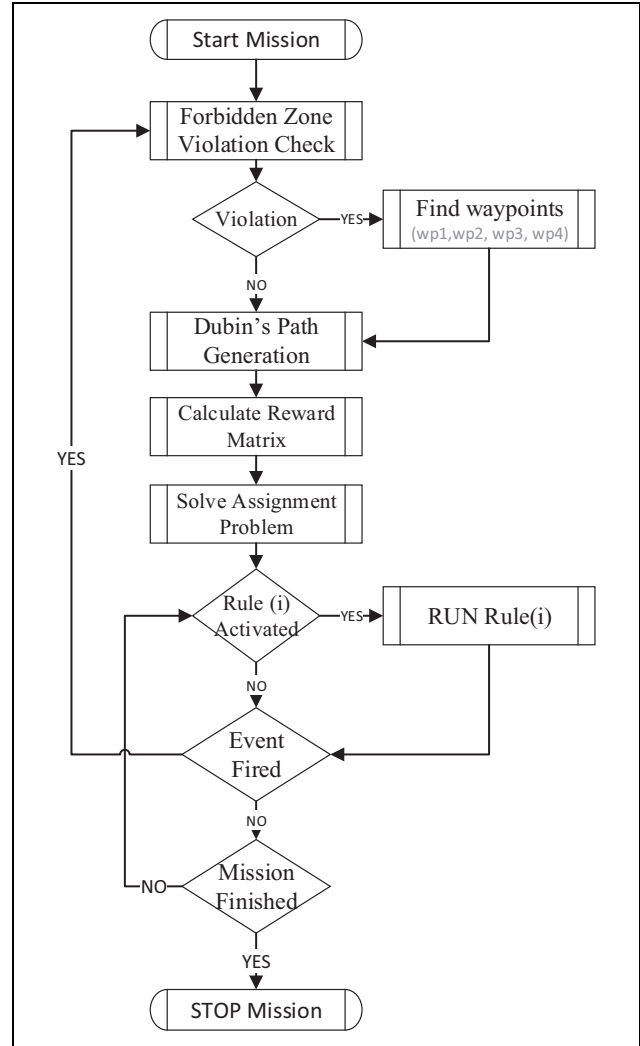 Start Mission
Forbidden Zone
Violation Check
Violation
YES
Find waypoints
(wp1,wp2, wp3, wp4)
NO
Dubin’s Path
Generation
Calculate Reward
Matrix
YES
Solve Assignment
Problem
Rule (i)
Activated
YES
RUN Rule(i)
NO
Event
Fired
NO
Mission
Finished
NO
YES
STOP Mission